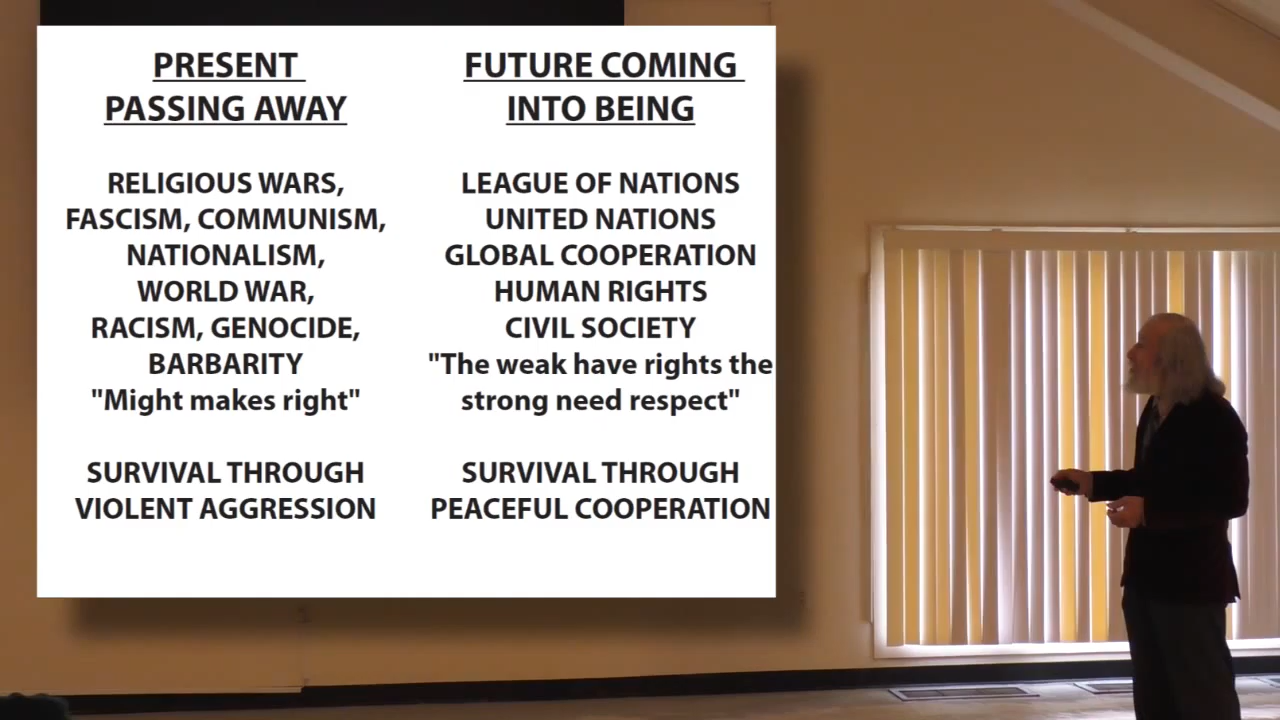 PRESENT
PASSING AWAY
RELIGIOUS WARS,
FASCISM, COMMUNISM,
NATIONALISM,
WORLD WAR,
RACISM, GENOCIDE,
BARBARITY
"Might makes right"
SURVIVAL THROUGH
VIOLENT AGGRESSION
FUTURE COMING
INTO BEING
LEAGUE OF NATIONS
UNITED NATIONS
GLOBAL COOPERATION
HUMAN RIGHTS
CIVIL SOCIETY
"The weak have rights the
strong need respect"
SURVIVAL THROUGH
PEACEFUL COOPERATION